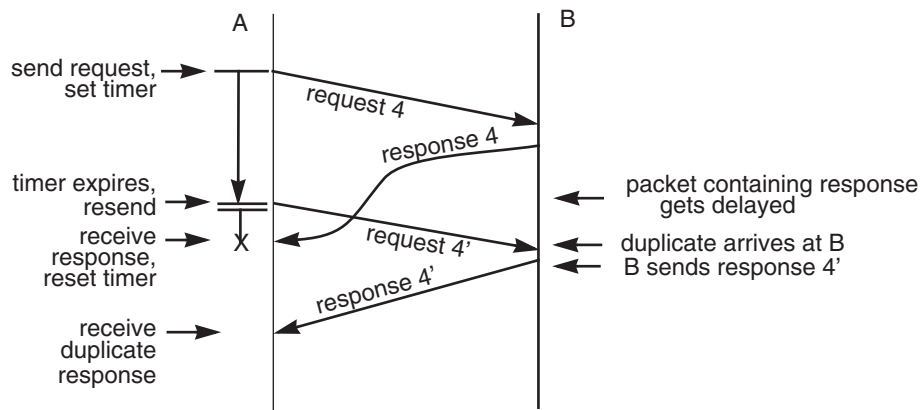 A
B
send request,
set timer
request 4
response 4
timer expires,
resend
packet containing response
gets delayed
receive
response,
reset timer
X
request 4'
duplicate arrives at B
B sends response 4'
response 4'
receive
duplicate
response